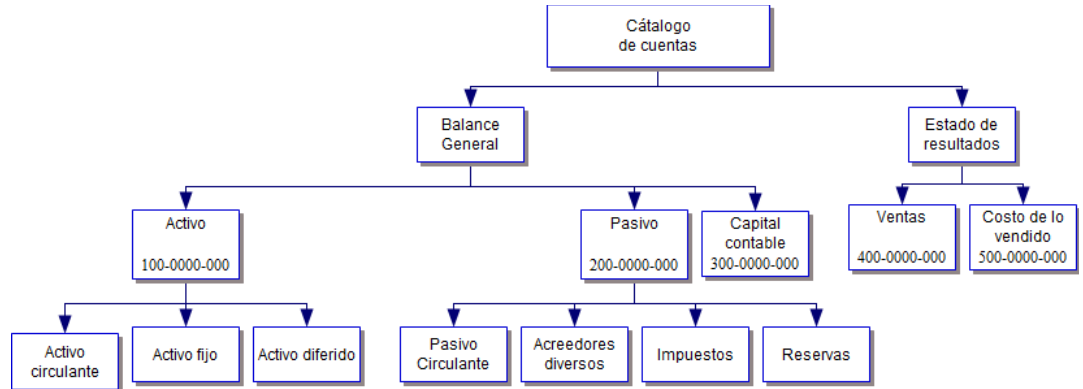 Cátalogo
de cuentas
Balance
General
Estado de
resultados
Activo
100-0000-000
Pasivo
200-0000-000
Capital
contable
300-0000-000
Ventas
400-0000-000
Costo de lo
vendido
500-0000-000
Activo
circulante
Activo fijo
Activo diferido
Pasivo
Circulante
Acreedores
diversos
Impuestos
Reservas